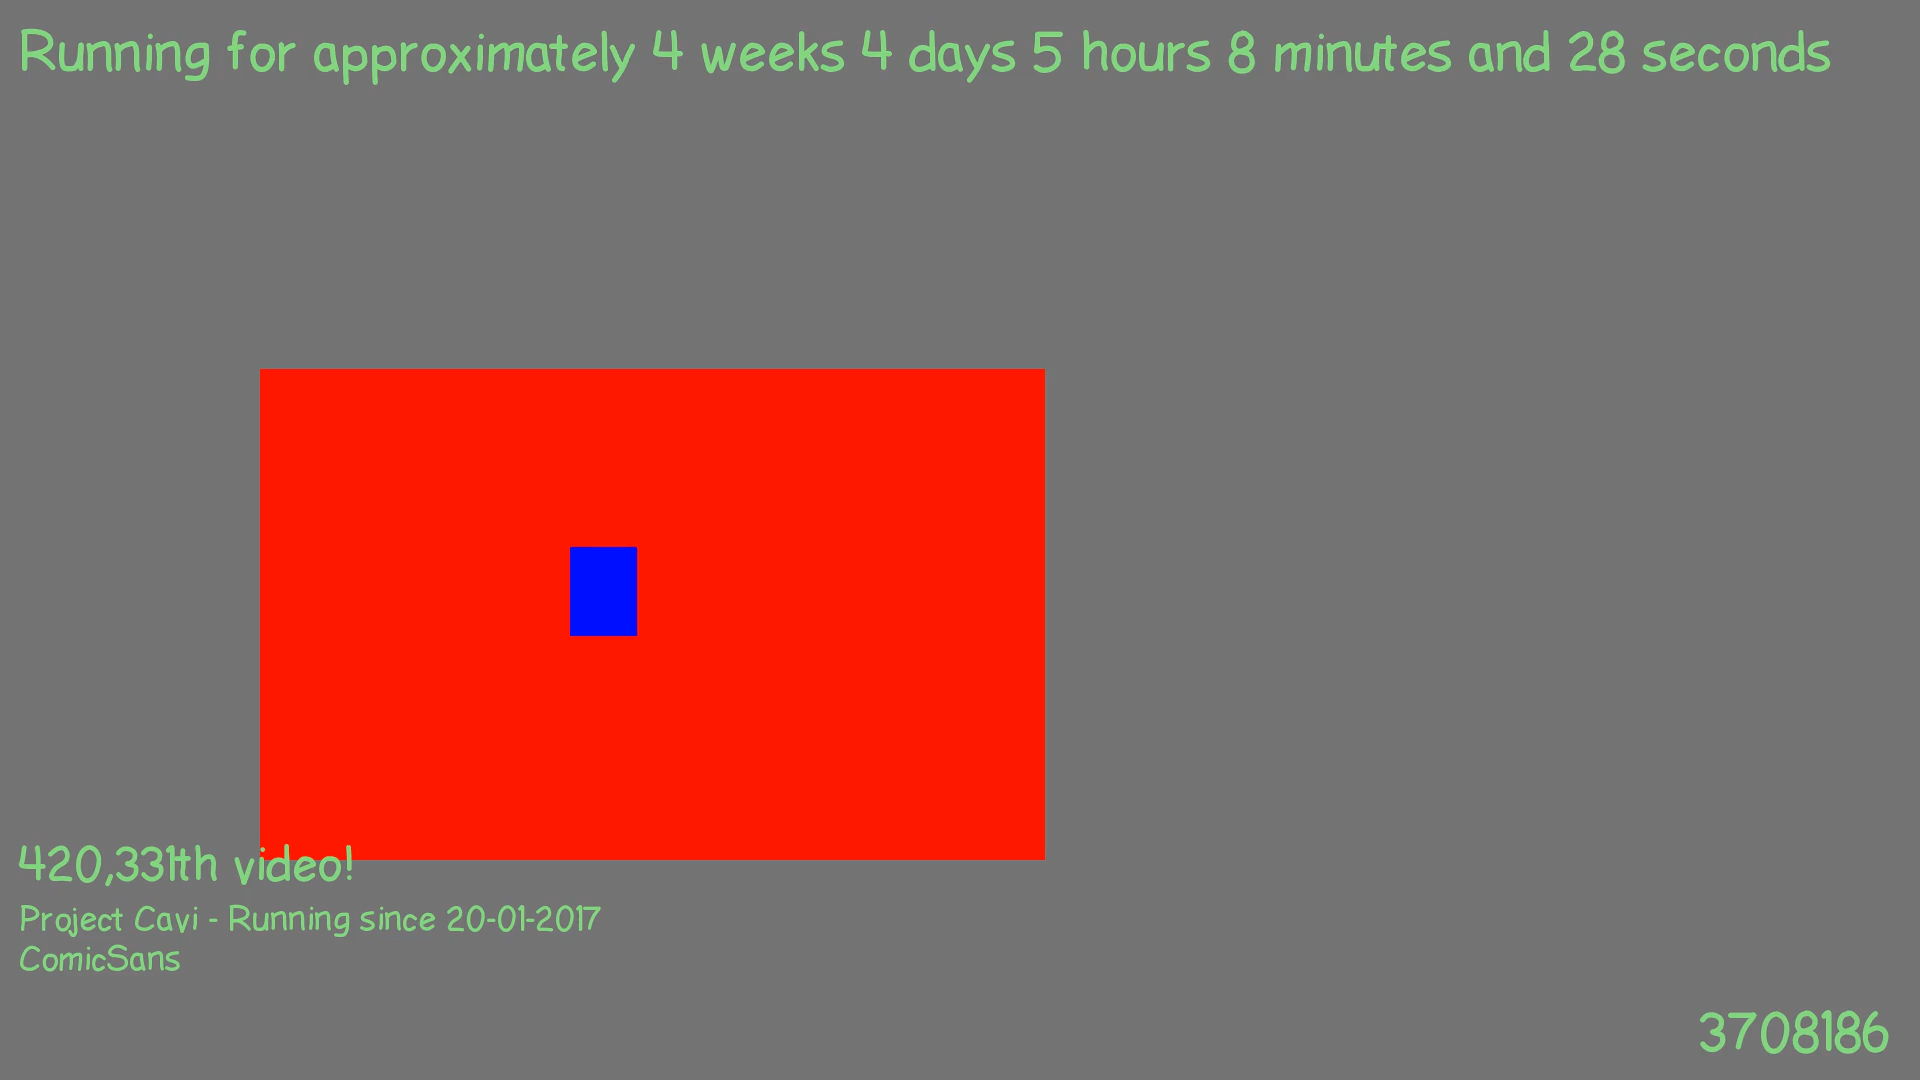 Running for approximately 4 weeks 4 days 5 hours 8 minutes and 28 seconds
420,331th video!
Project Cavi - Running since 20-01-2017
ComicSans
3708186